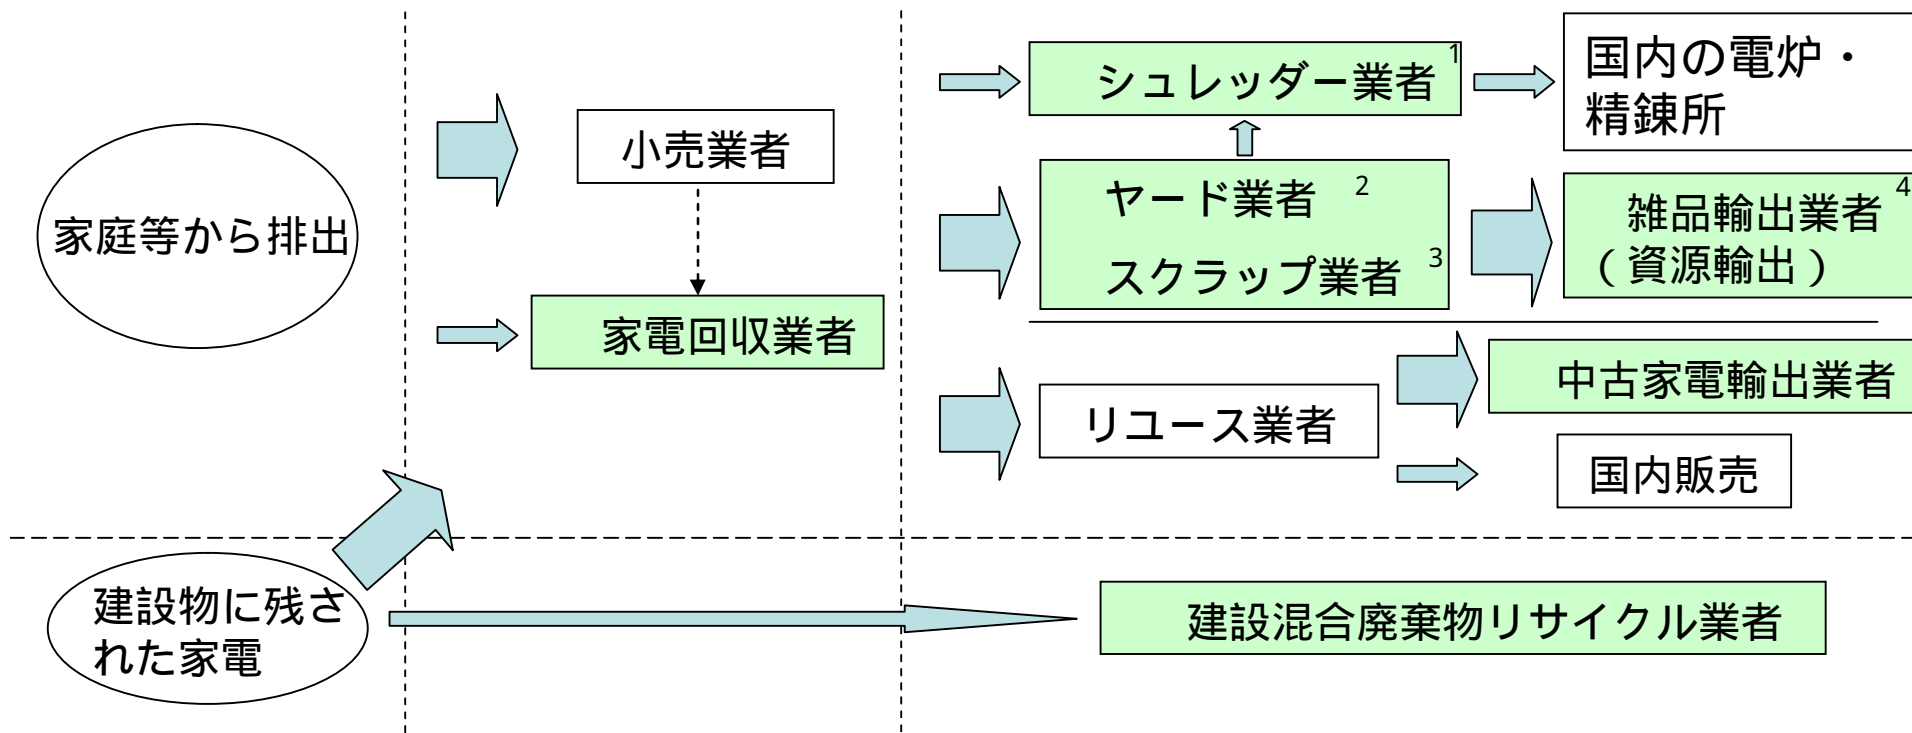 家庭等から排出
小売業者
家電回収業者
シュレッダー業者 1
国内の電炉・
精錬所
ヤード業者 2
スクラップ業者 3
雑品輸出業者 4
(資源輸出)
リユース業者
中古家電輸出業者
国内販売
建設物に残さ
れた家電
建設混合廃棄物リサイクル業者